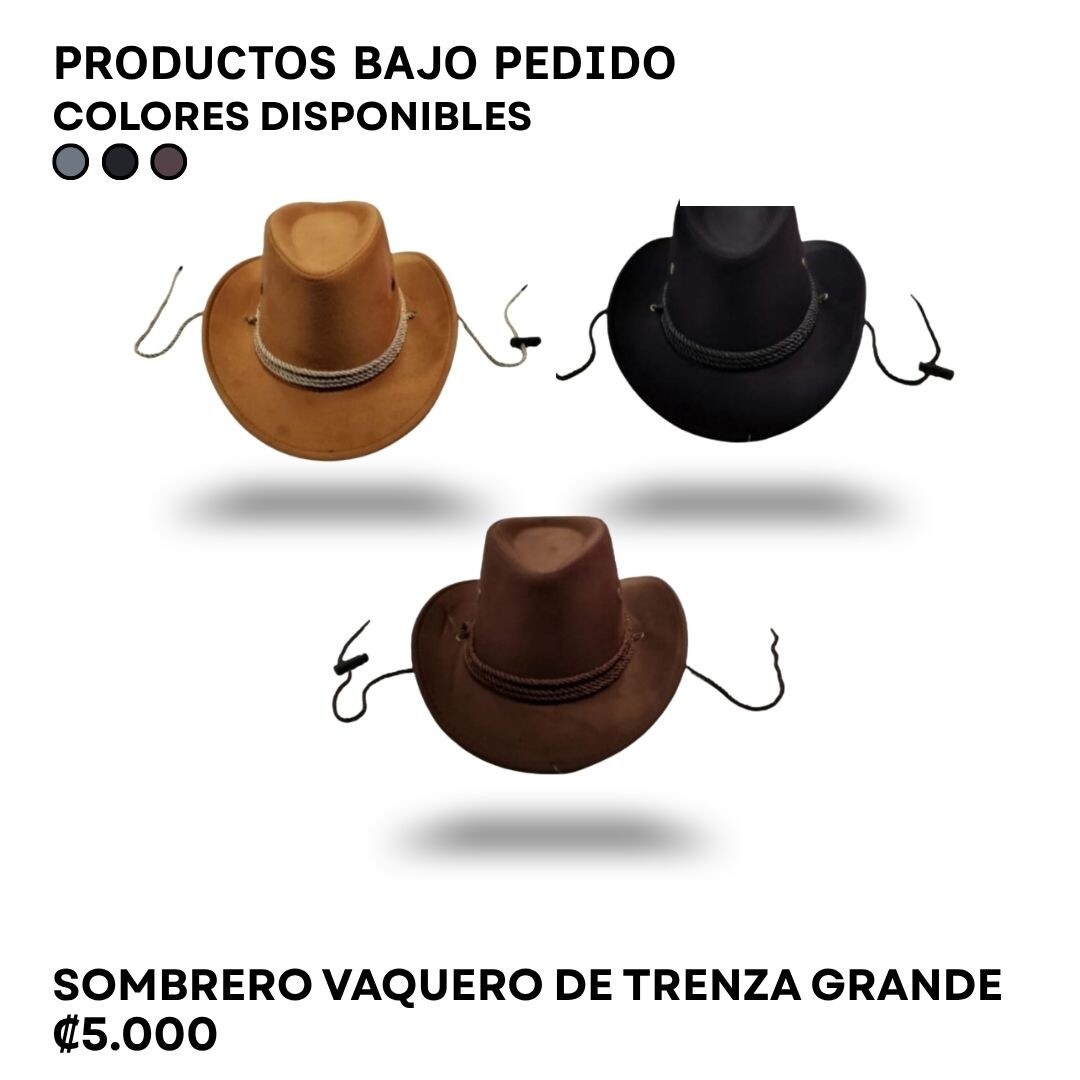 PRODUCTOS BAJO PEDIDO
COLORES DISPONIBLES
SOMBRERO VAQUERO DE TRENZA GRANDE
₡5.000